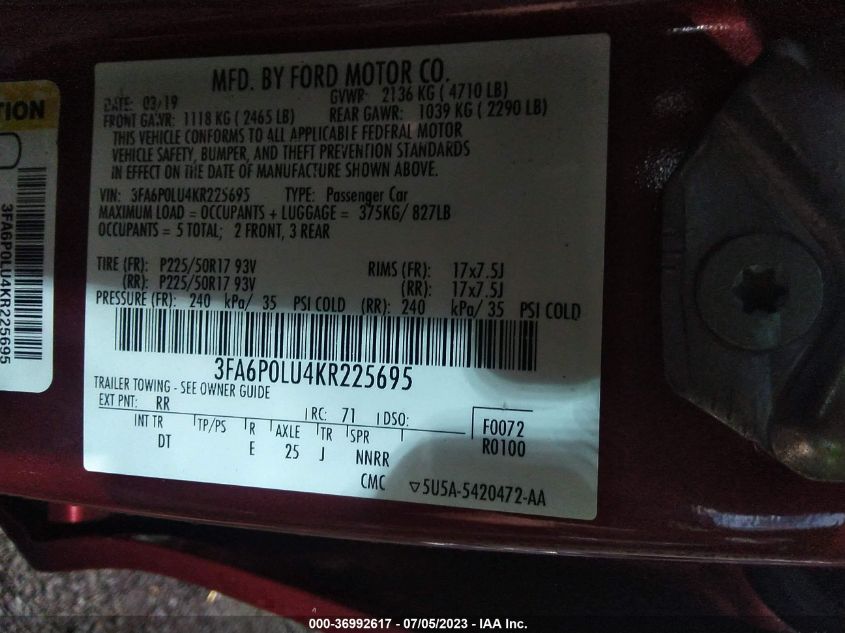 MFD. BY FORD MOTOR CO.
DATE: 03/19 GVWR: 2136 KG ( 4710 LB)
FRONT GAWR: 1118 KG ( 2465 LB) REAR GAWR: 1039 KG ( 2290 LB)
THIS VEHICLE CONFORMS TO ALL APPLICABLE FEDERAL MOTOR
VEHICLE SAFETY, BUMPER, AND THEFT PREVENTION STANDARDS
IN EFFECT ON THE DATE OF MANUFACTURE SHOWN ABOVE.
VIN: 3FA6P0LU4KR225695 TYPE: Passenger Car
MAXIMUM LOAD = OCCUPANTS + LUGGAGE = 375KG/ 827LB
OCCUPANTS = 5 TOTAL; 2 FRONT, 3 REAR
TIRE (FR): P225/50R17 93V RIMS (FR): 17x7.5J
(RR): P225/50R17 93V (RR): 17x7.5J
PRESSURE (FR): 240 kPa/ 35 PSI COLD (RR): 240 kPa/ 35 PSI COLD
3FA6P0LU4KR225695
TRAILER TOWING - SEE OWNER GUIDE
EXT PNT: RR RC: 71 DSO:
INT TR TP/PS R AXLE TR SPR F0072
DT E 25 J NNRR R0100
CMC ▽5U5A-5420472-AA
TION
3FA6P0LU4KR225695
000-36992617 - 07/05/2023 - IAA Inc.